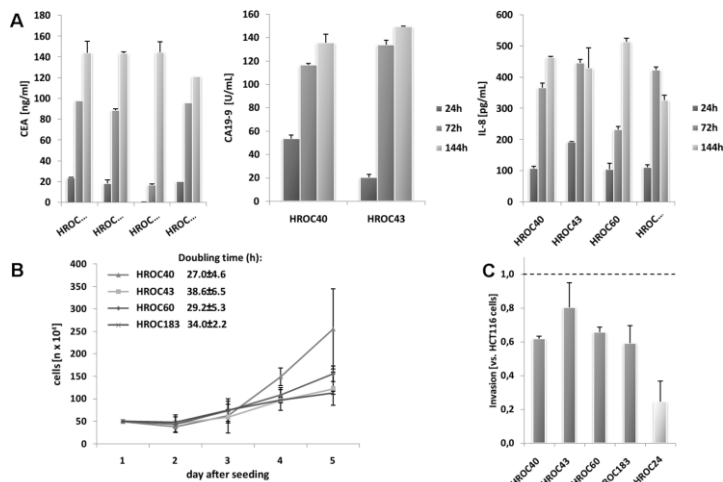 A
CEA [ng/ml]
180
160
140
120
100
80
60
40
20
0
HROC...
HROC...
HROC...
HROC...
CA19-9 [U/mL]
160
140
120
100
80
60
40
20
0
HROC40
HROC43
24h
72h
144h
IL-8 [pg/mL]
600
500
400
300
200
100
0
HROC40
HROC43
HROC60
HROC...
24h
72h
144h
B
Doubling time (h):
HROC40 27.0±4.6
HROC43 38.6±6.5
HROC60 29.2±5.3
HROC183 34.0±2.2
400
350
300
250
200
150
100
50
0
1 2 3 4 5
day after seeding
C
Invasion [vs. HCT116 cells]
1,0
0,8
0,6
0,4
0,2
0,0
HROC40
HROC43
HROC60
HROC183
HROC24